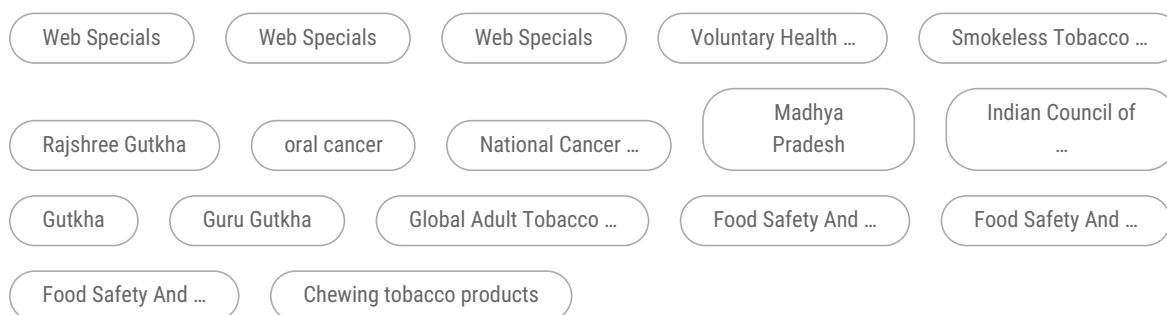 Web Specials
Web Specials
Web Specials
Voluntary Health …
Smokeless Tobacco …
Rajshree Gutkha
oral cancer
National Cancer …
Madhya
Pradesh
Indian Council of
…
Gutkha
Guru Gutkha
Global Adult Tobacco …
Food Safety And …
Food Safety And …
Food Safety And …
Chewing tobacco products